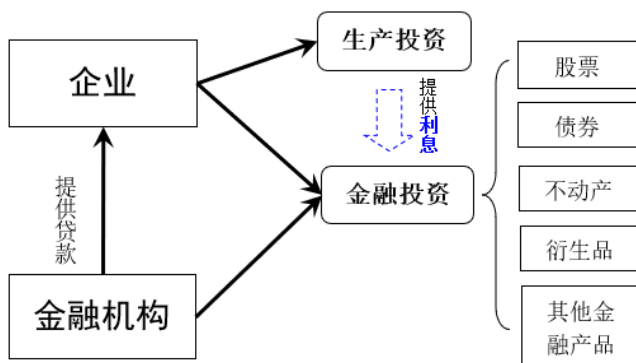 生产投资
企业
提供利息
股票
债券
金融投资
不动产
提供贷款
衍生品
金融机构
其他金
融产品